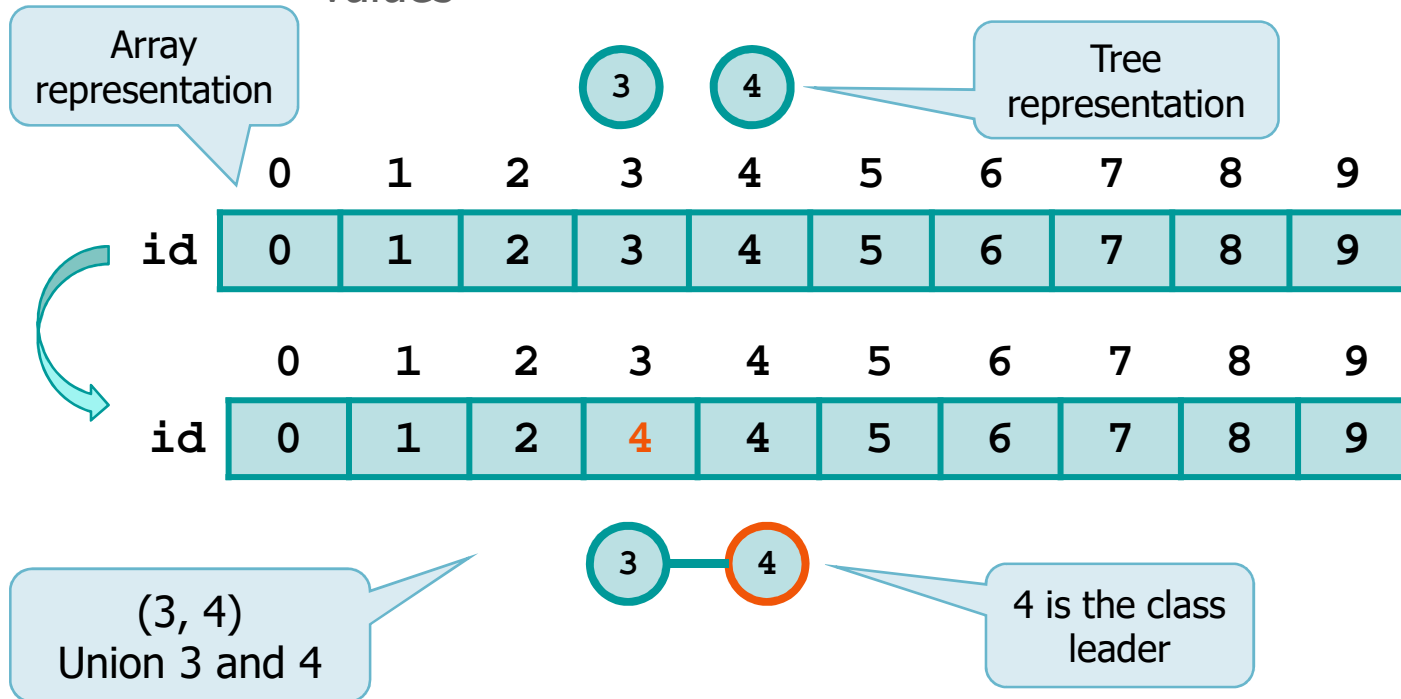 Array
representation
3 4
Tree
representation
0 1 2 3 4 5 6 7 8 9
id 0 1 2 3 4 5 6 7 8 9
0 1 2 3 4 5 6 7 8 9
id 0 1 2 4 4 5 6 7 8 9
3 4
(3, 4)
Union 3 and 4
4 is the class
leader